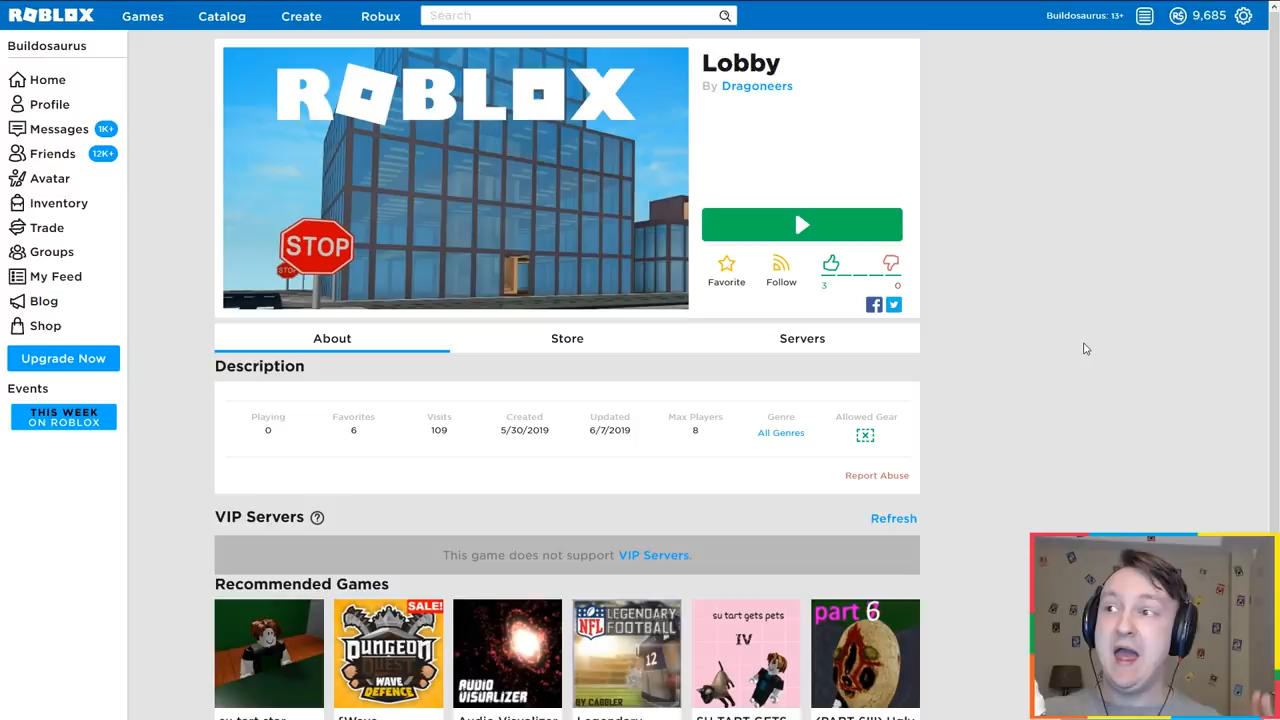 ROBLOX
Games
Catalog
Create
Robux
Search
Buildosaurus: 13+
9,685
Buildosaurus
Home
Profile
Messages 1K+
Friends 12K+
Avatar
Inventory
Trade
Groups
My Feed
Blog
Shop
Upgrade Now
Events
THIS WEEK
ON ROBLOX
ROBLOX
STOP
STOP
Lobby
By Dragoneers
Favorite
Follow
3
0
About
Store
Servers
Description
Playing
Favorites
Visits
Created
Updated
Max Players
Genre
Allowed Gear
0
6
109
5/30/2019
6/7/2019
8
All Genres
Report Abuse
VIP Servers
Refresh
This game does not support VIP Servers.
Recommended Games
SALE!
DUNGEON
QUEST
WAVE
DEFENCE
AUDIO
VISUALIZER
NFL
LEGENDARY
FOOTBALL
12
BY CABBLER
su tart gets pets
IV
part 6